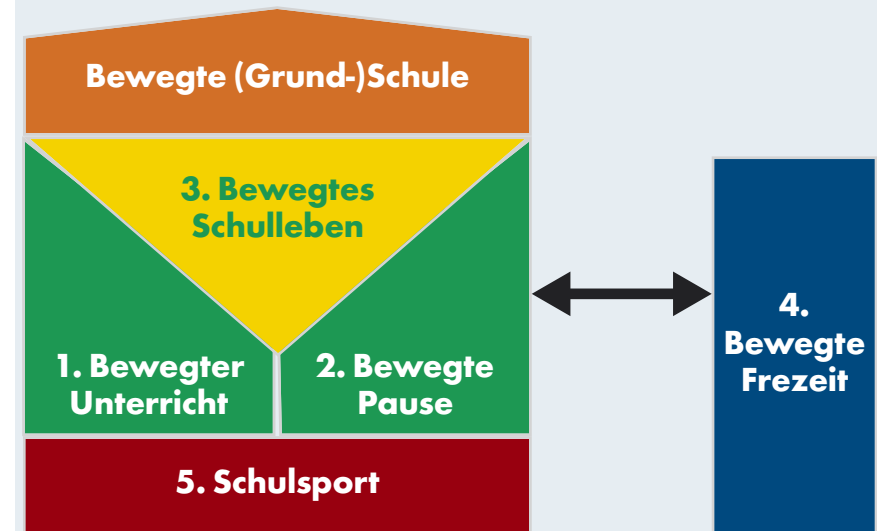 Bewegte (Grund-)Schule
3. Bewegtes
Schulleben
1. Bewegter
Unterricht
2. Bewegte
Pause
4.
Bewegte
Frezeit
5. Schulsport